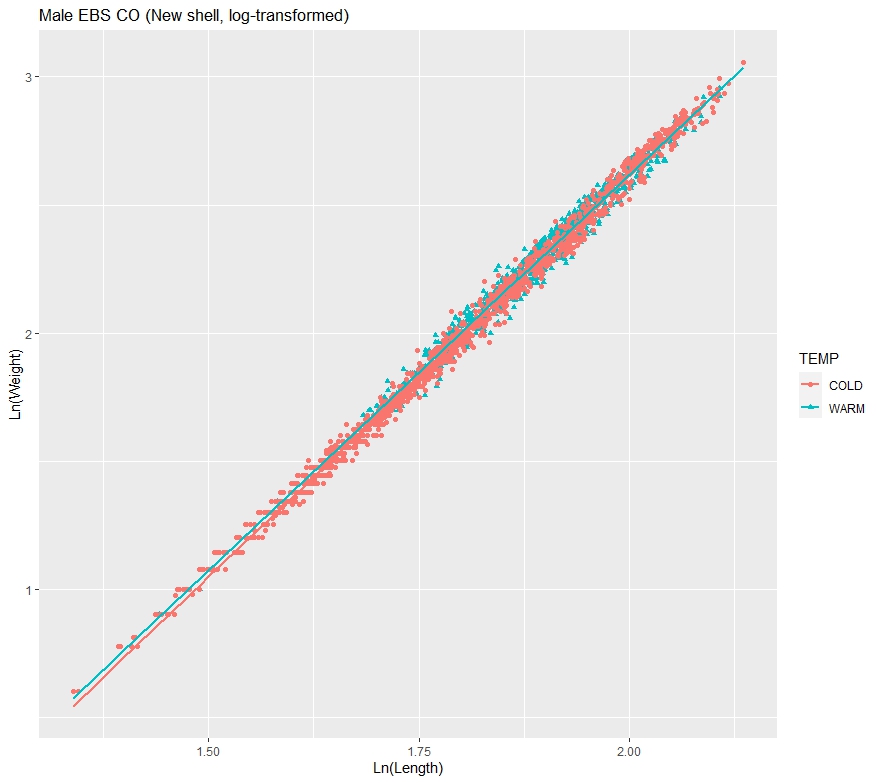 Male EBS CO (New shell, log-transformed)
3
2
1
Ln(Weight)
1.50 1.75 2.00
Ln(Length)
TEMP
COLD
WARM